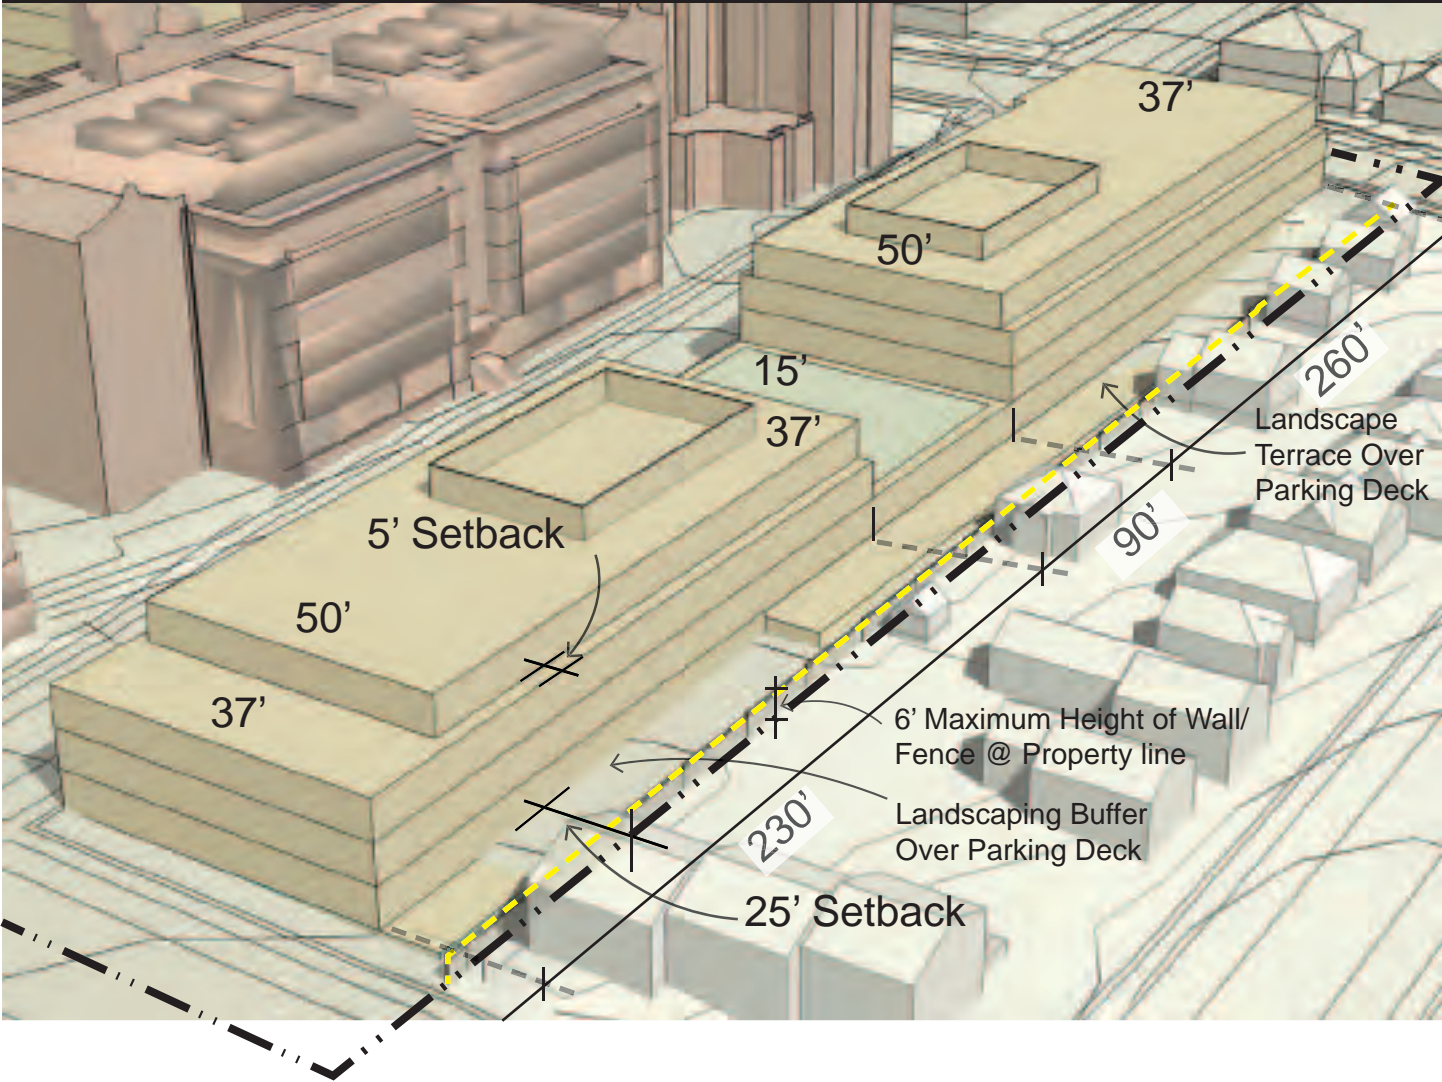 37’
50’
15’
37’
260’
Landscape
Terrace Over
Parking Deck
5’ Setback
90’
50’
37’
6’ Maximum Height of Wall/
Fence @ Property line
230’
Landscaping Buffer
Over Parking Deck
25’ Setback